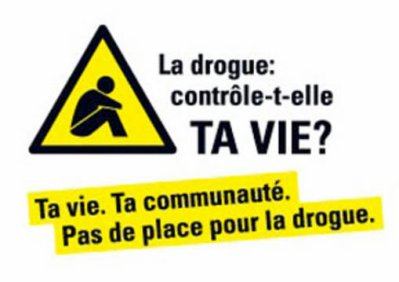 La drogue:
contrôle-t-elle
TA VIE?
Ta vie. Ta communauté.
Pas de place pour la drogue.